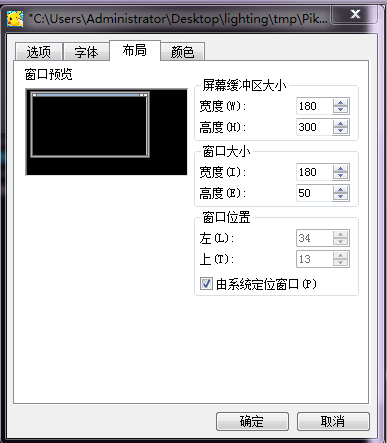 "C:\Users\Administrator\Desktop\lighting\tmp\Pik...
选项 字体 布局 颜色
窗口预览
屏幕缓冲区大小
宽度(W): 180
高度(H): 300
窗口大小
宽度(I): 180
高度(E): 50
窗口位置
左(L): 34
上(T): 13
由系统定位窗口(P)
确定 取消